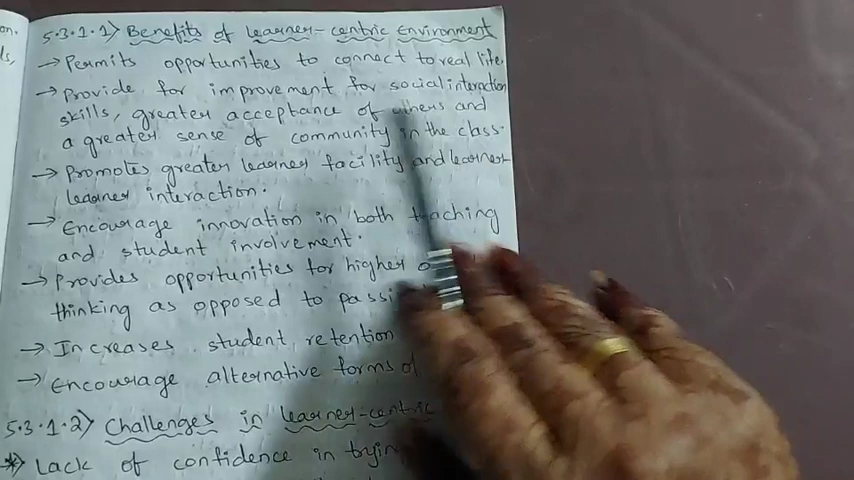 on.
ls,
5.3.1.1) Benefits of learner-centric Environment
→ Permits opportunities to connect to real life.
→ Provide for improvement for social interaction
skills, greater acceptance of others and
a greater sense of community in the class.
→ Promotes greater learner facility and learner-
learner interaction.
→ Encourage innovation in both teaching
and student involvement.
→ Provides opportunities for higher
thinking as opposed to
→ Increases student retention
→ Encourage alternative forms of
5.3.1.2) Challenges in learner-centric
*) Lack of confidence in